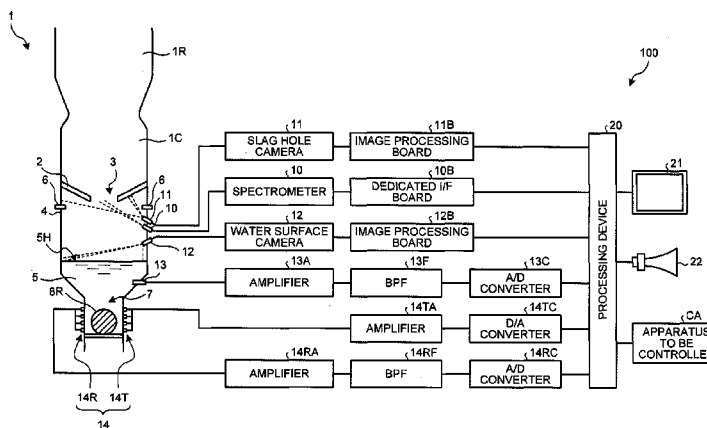 1
1R
100
1C
11
SLAG HOLE
CAMERA
11B
IMAGE PROCESSING
BOARD
20
PROCESSING DEVICE
21
2
3
6
6
11
10
4
10
SPECTROMETER
10B
DEDICATED I/F
BOARD
12
WATER SURFACE
CAMERA
12B
IMAGE PROCESSING
BOARD
5H
12
13
13A
AMPLIFIER
13F
BPF
13C
A/D
CONVERTER
22
5
8R
7
14TA
AMPLIFIER
14TC
D/A
CONVERTER
CA
APPARATUS
TO BE
CONTROLLED
14RA
AMPLIFIER
14RF
BPF
14RC
A/D
CONVERTER
14R
14T
14